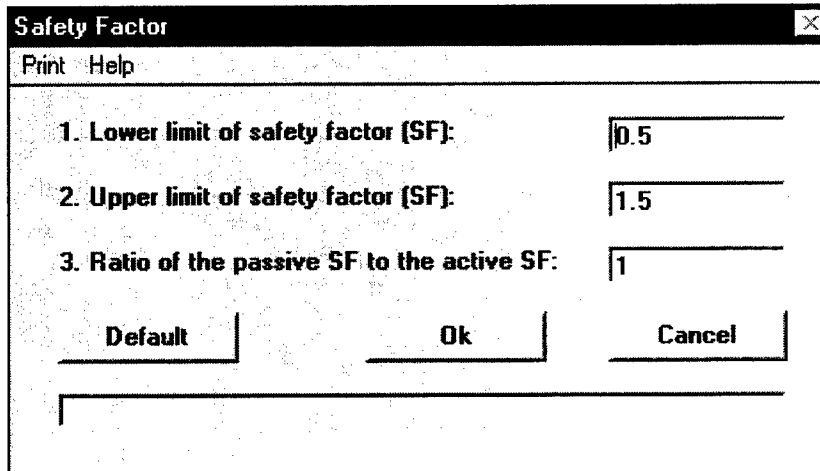 Safety Factor
Print Help
1. Lower limit of safety factor (SF): 0.5
2. Upper limit of safety factor (SF): 1.5
3. Ratio of the passive SF to the active SF: 1
Default Ok Cancel